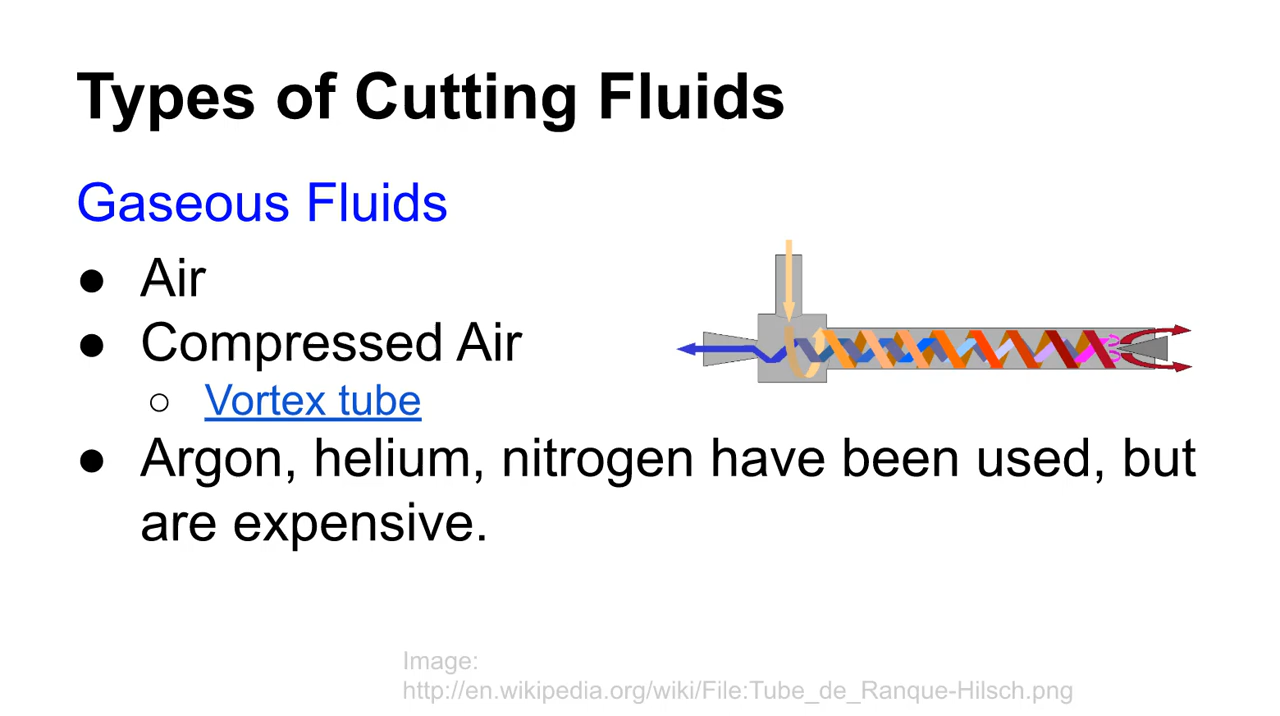 Types of Cutting Fluids
Gaseous Fluids
● Air
● Compressed Air
○ Vortex tube
● Argon, helium, nitrogen have been used, but
are expensive.
Image:
http://en.wikipedia.org/wiki/File:Tube_de_Ranque-Hilsch.png